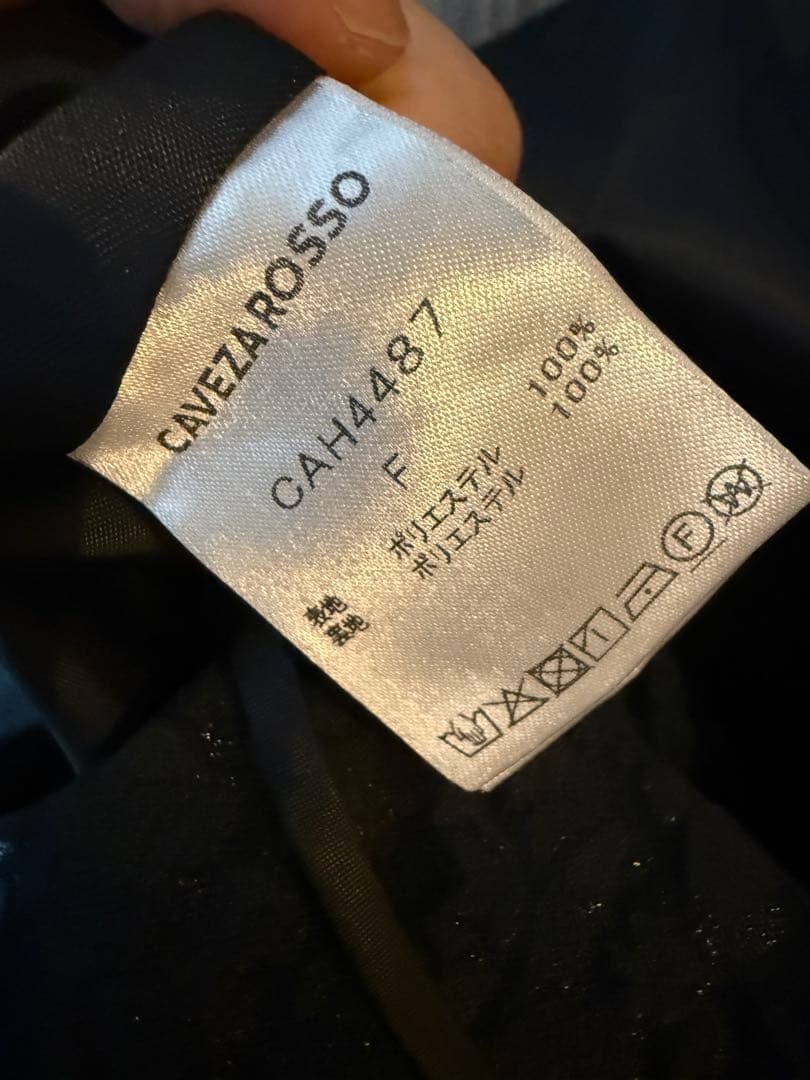 CAVEZA ROSSO
CAH4487
F
表地 ポリエステル 100%
裏地 ポリエステル 100%
F W